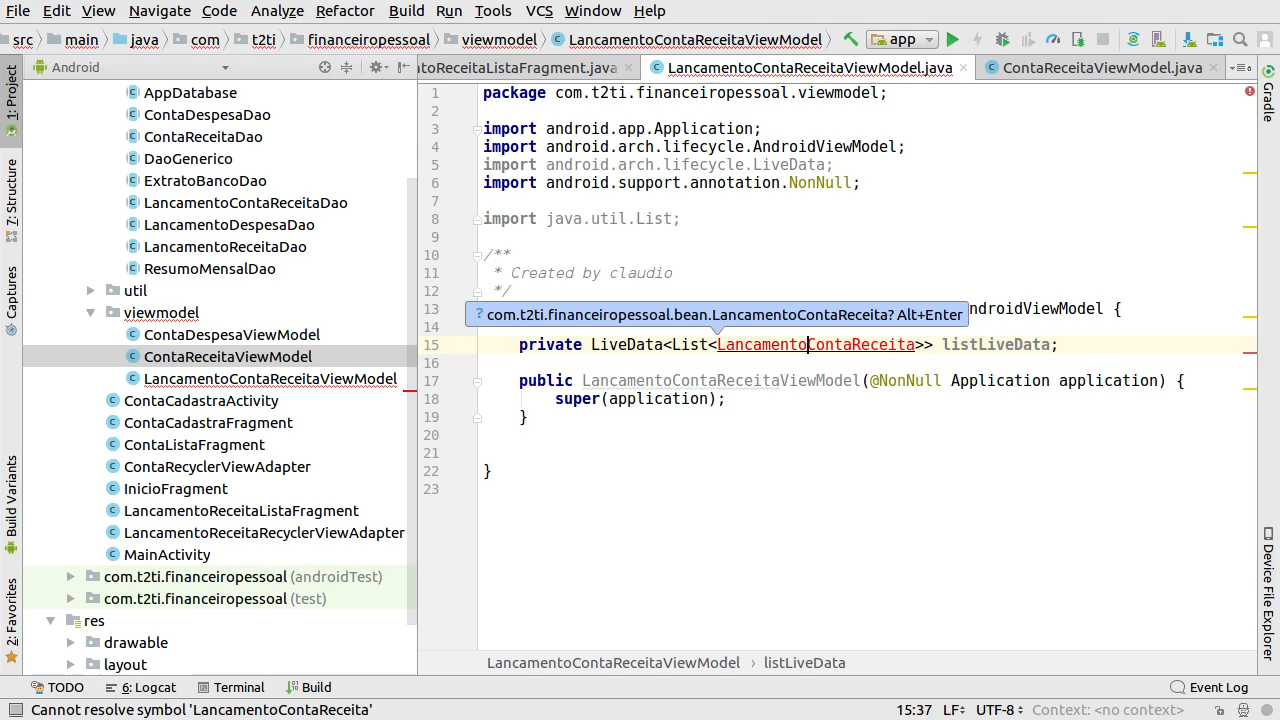 File Edit View Navigate Code Analyze Refactor Build Run Tools VCS Window Help
src main java com t2ti financeiropessoal viewmodel LancamentoContaReceitaViewModel app
1: Project
Android
toReceitaListaFragment.java LancamentoContaReceitaViewModel.java ContaReceitaViewModel.java 6
AppDatabase
ContaDespesaDao
ContaReceitaDao
DaoGenerico
ExtratoBancoDao
LancamentoContaReceitaDao
LancamentoDespesaDao
LancamentoReceitaDao
ResumoMensalDao
util
viewmodel
ContaDespesaViewModel
ContaReceitaViewModel
LancamentoContaReceitaViewModel
ContaCadastraActivity
ContaCadastraFragment
ContaListaFragment
ContaRecyclerViewAdapter
InicioFragment
LancamentoReceitaListaFragment
LancamentoReceitaRecyclerViewAdapter
MainActivity
com.t2ti.financeiropessoal (androidTest)
com.t2ti.financeiropessoal (test)
res
drawable
layout
7: Structure
Captures
Build Variants
2: Favorites
1 package com.t2ti.financeiropessoal.viewmodel;
2
3 import android.app.Application;
4 import android.arch.lifecycle.AndroidViewModel;
5 import android.arch.lifecycle.LiveData;
6 import android.support.annotation.NonNull;
7
8 import java.util.List;
9
10 /**
11 * Created by claudio
12 */
13 ndroidViewModel {
? com.t2ti.financeiropessoal.bean.LancamentoContaReceita? Alt+Enter
14
15 private LiveData<List<LancamentoContaReceita>> listLiveData;
16
17 public LancamentoContaReceitaViewModel(@NonNull Application application) {
18 super(application);
19 }
20
21
22 }
23
LancamentoContaReceitaViewModel › listLiveData
Gradle
Device File Explorer
TODO 6: Logcat Terminal Build Event Log
Cannot resolve symbol 'LancamentoContaReceita' 15:37 LF UTF-8 Context: <no context>